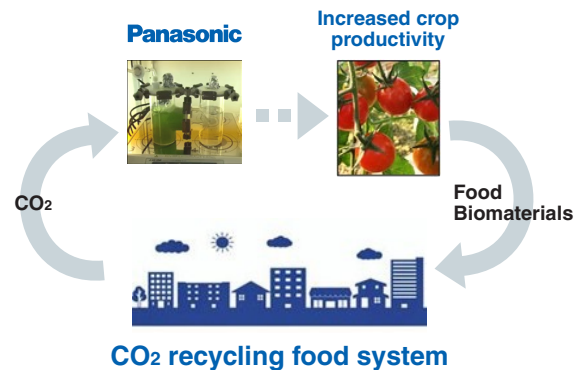 Panasonic
Increased crop
productivity
CO₂
Food
Biomaterials
CO₂ recycling food system